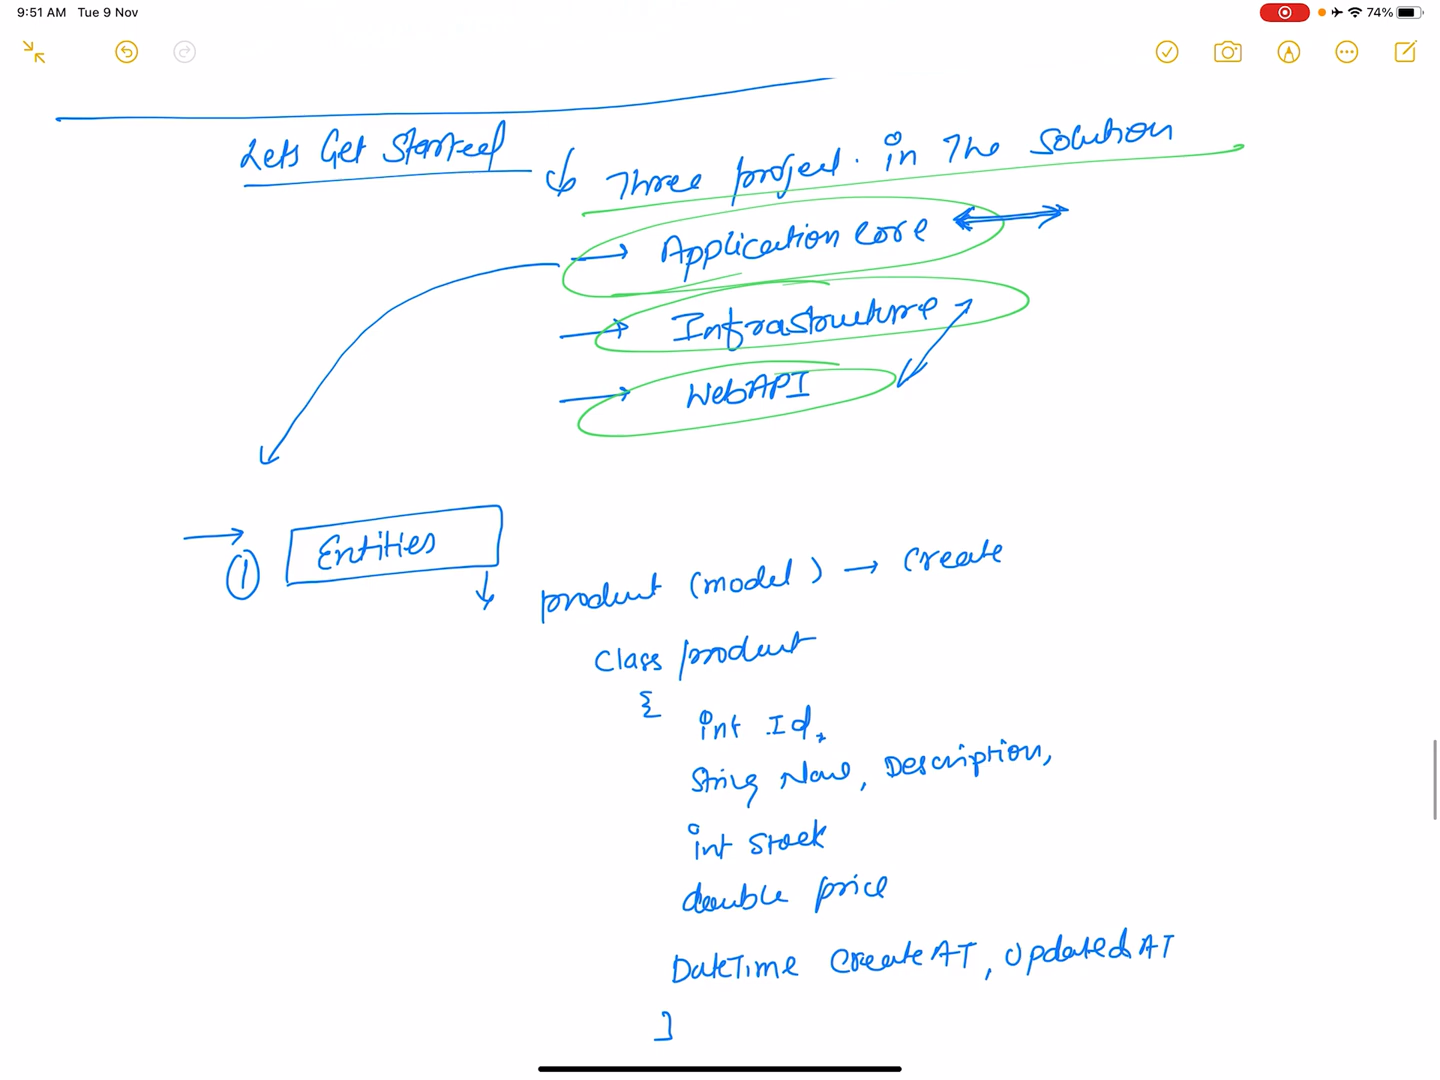 9:51 AM Tue 9 Nov
74%
Lets Get Started
Three project. in The Solution
Application Core
Infrastructure
WebAPI
1 Entities
product (model) → Create
Class product
{
int Id,
String Name, Description,
int Stock
double price
DateTime CreateAT, UpdatedAT
}